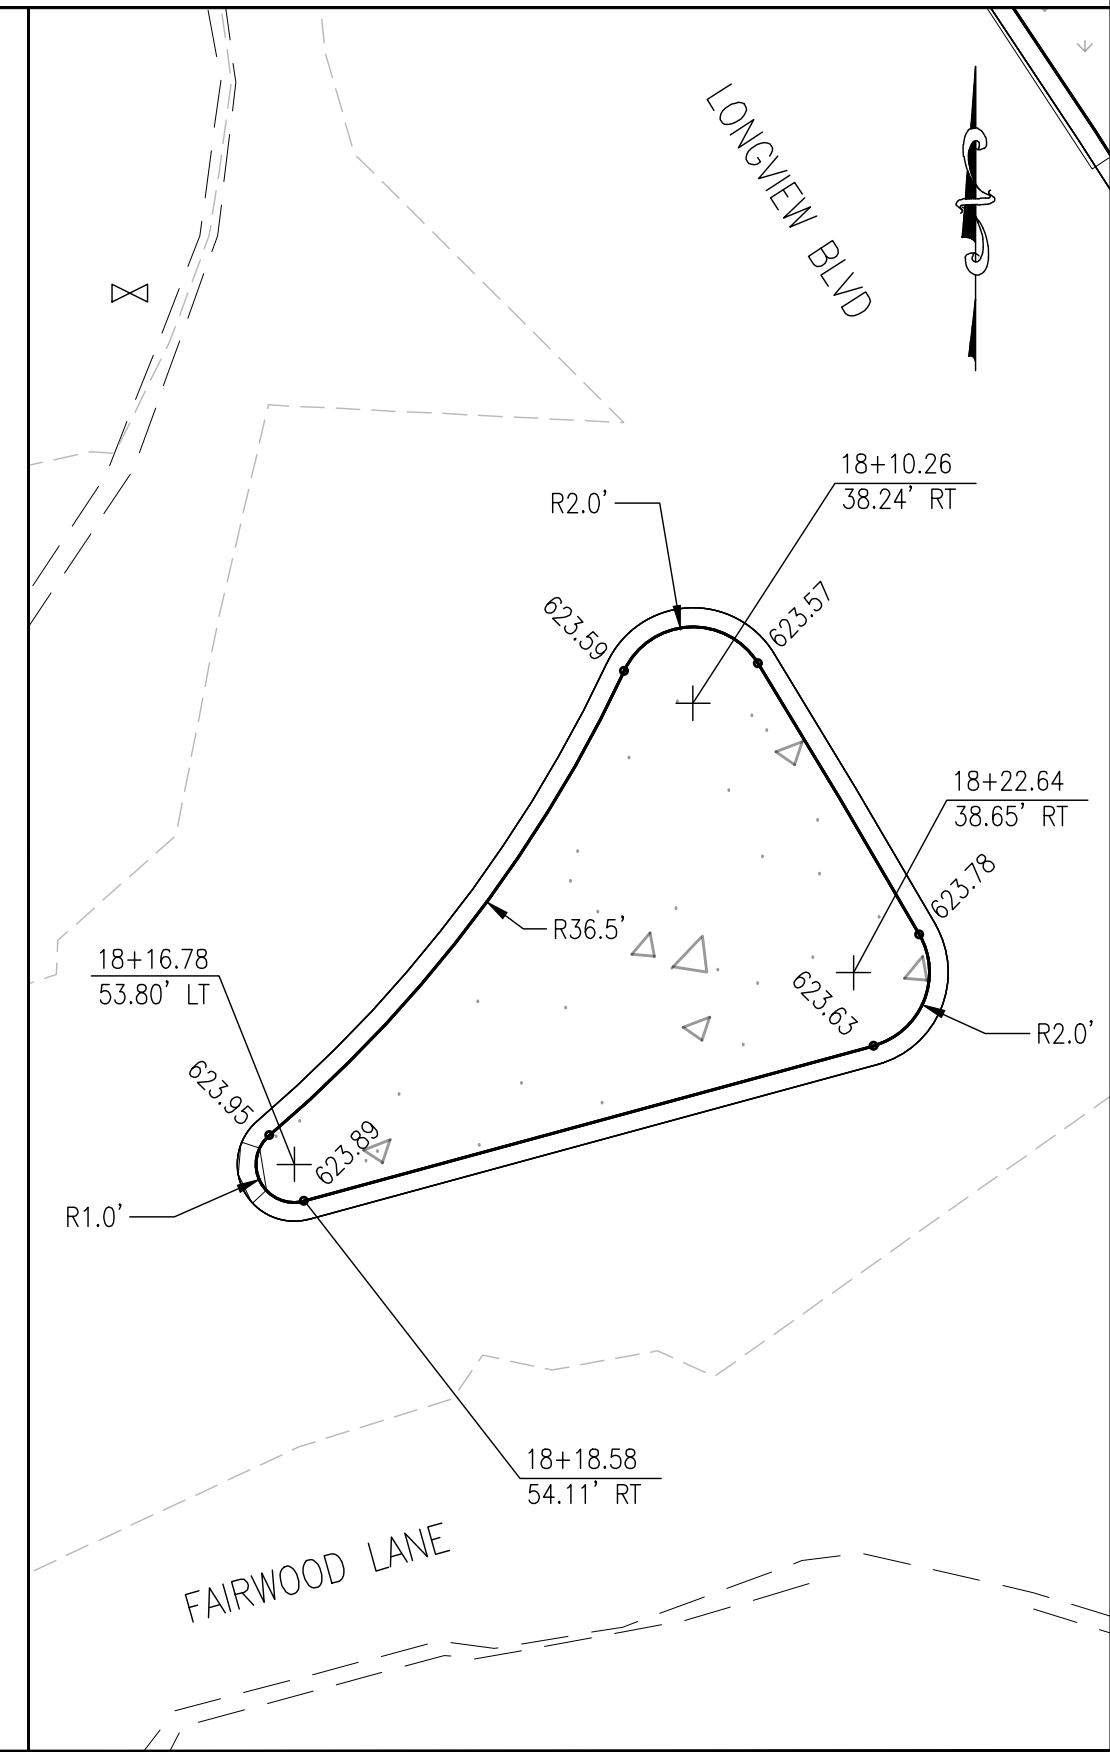 LONGVIEW BLVD
18+10.26
38.24' RT
R2.0'
623.59
623.57
18+22.64
38.65' RT
623.78
R36.5'
18+16.78
53.80' LT
623.63
R2.0'
623.95
623.89
R1.0'
18+18.58
54.11' RT
FAIRWOOD LANE